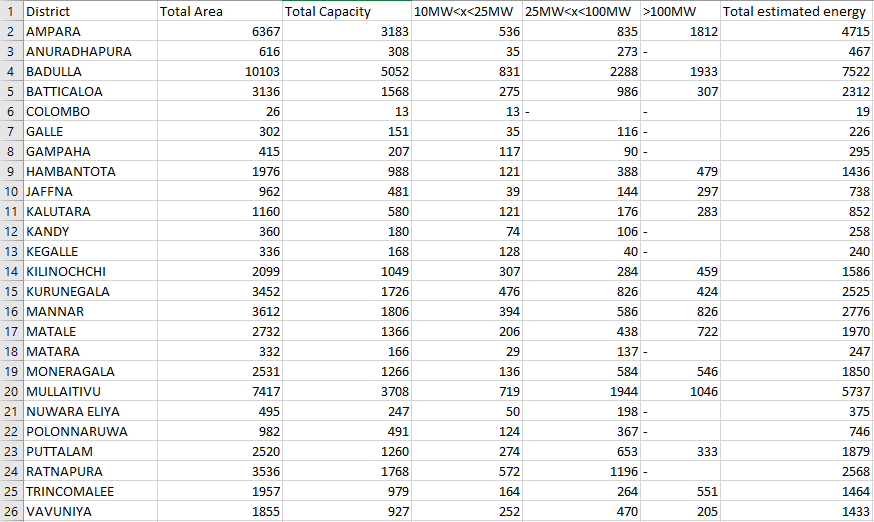 1 District Total Area Total Capacity 10MW<x<25MW 25MW<x<100MW >100MW Total estimated energy
2 AMPARA 6367 3183 536 835 1812 4715
3 ANURADHAPURA 616 308 35 273 - 467
4 BADULLA 10103 5052 831 2288 1933 7522
5 BATTICALOA 3136 1568 275 986 307 2312
6 COLOMBO 26 13 13 - - 19
7 GALLE 302 151 35 116 - 226
8 GAMPAHA 415 207 117 90 - 295
9 HAMBANTOTA 1976 988 121 388 479 1436
10 JAFFNA 962 481 39 144 297 738
11 KALUTARA 1160 580 121 176 283 852
12 KANDY 360 180 74 106 - 258
13 KEGALLE 336 168 128 40 - 240
14 KILINOCHCHI 2099 1049 307 284 459 1586
15 KURUNEGALA 3452 1726 476 826 424 2525
16 MANNAR 3612 1806 394 586 826 2776
17 MATALE 2732 1366 206 438 722 1970
18 MATARA 332 166 29 137 - 247
19 MONERAGALA 2531 1266 136 584 546 1850
20 MULLAITIVU 7417 3708 719 1944 1046 5737
21 NUWARA ELIYA 495 247 50 198 - 375
22 POLONNARUWA 982 491 124 367 - 746
23 PUTTALAM 2520 1260 274 653 333 1879
24 RATNAPURA 3536 1768 572 1196 - 2568
25 TRINCOMALEE 1957 979 164 264 551 1464
26 VAVUNIYA 1855 927 252 470 205 1433